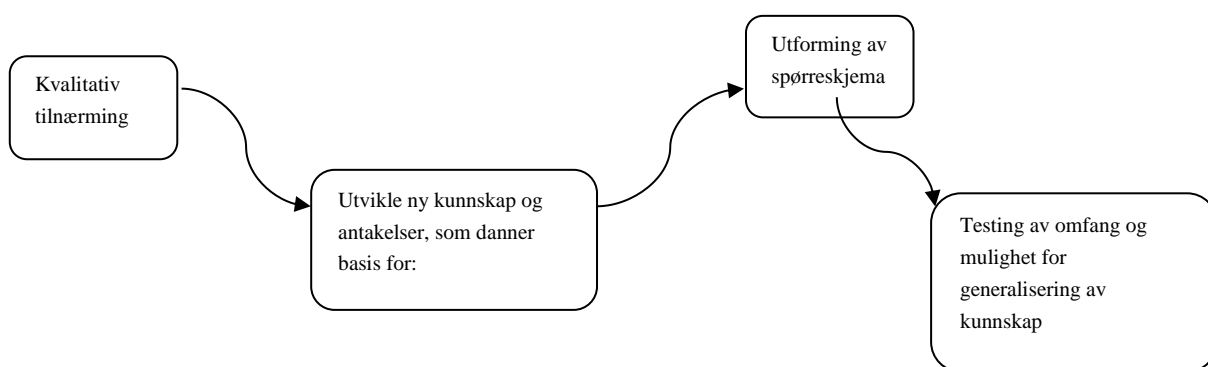 Kvalitativ
tilnærming
Utvikle ny kunnskap og
antakelser, som danner
basis for:
Utforming av
spørreskjema
Testing av omfang og
mulighet for
generalisering av
kunnskap